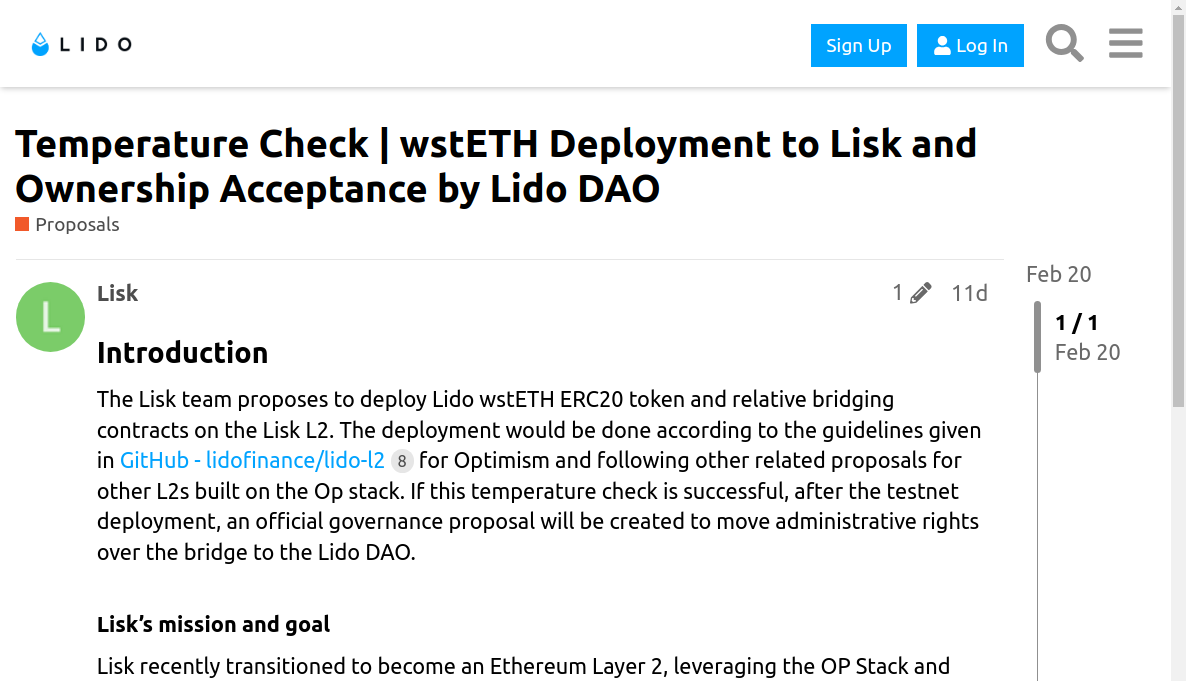 LIDO
Sign Up
Log In
Temperature Check | wstETH Deployment to Lisk and
Ownership Acceptance by Lido DAO
Proposals
Feb 20
L
Lisk
1
11d
1 / 1
Feb 20
Introduction
The Lisk team proposes to deploy Lido wstETH ERC20 token and relative bridging
contracts on the Lisk L2. The deployment would be done according to the guidelines given
in GitHub - lidofinance/lido-l2 8 for Optimism and following other related proposals for
other L2s built on the Op stack. If this temperature check is successful, after the testnet
deployment, an official governance proposal will be created to move administrative rights
over the bridge to the Lido DAO.
Lisk’s mission and goal
Lisk recently transitioned to become an Ethereum Layer 2, leveraging the OP Stack and